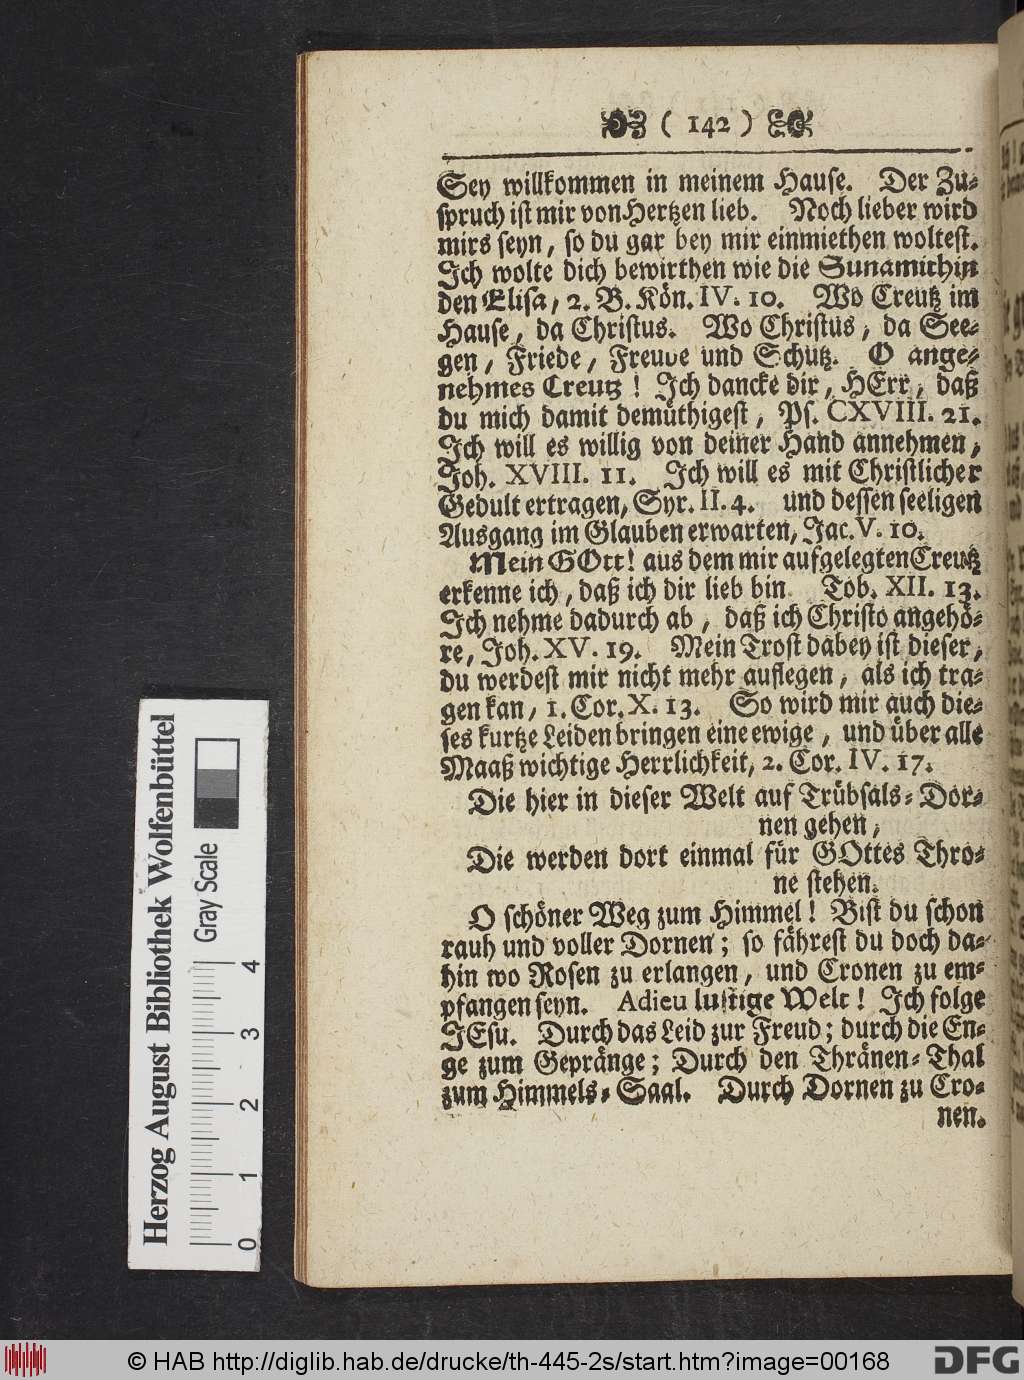 ( 142 )
Sey willkommen in meinem Hause. Der Zu-
spruch ist mir von Hertzen lieb. Noch lieber wird
mirs seyn, so du gar bey mir einmiethen woltest.
Ich wolte dich bewirthen wie die Sunamithin
den Elisa, 2. B. Kön. IV. 10. Wo Creutz im
Hause, da Christus. Wo Christus, da See-
gen, Friede, Freude und Schutz. O ange-
nehmes Creutz! Ich dancke dir, HErr, daß
du mich damit demüthigest, Ps. CXVIII. 21.
Ich will es willig von deiner Hand annehmen,
Joh. XVIII. 11. Ich will es mit Christlicher
Gedult ertragen, Syr. II. 4. und dessen seeligen
Ausgang im Glauben erwarten, Jac. V. 10.
Mein GOtt! aus dem mir aufgelegten Creutz
erkenne ich, daß ich dir lieb bin Tob. XII. 13.
Ich nehme dadurch ab, daß ich Christo angehö-
re, Joh. XV. 19. Mein Trost dabey ist dieser,
du werdest mir nicht mehr auflegen, als ich tra-
gen kan, 1. Cor. X. 13. So wird mir auch die-
ses kurtze Leiden bringen eine ewige, und über alle
Maaß wichtige Herrlichkeit, 2. Cor. IV. 17.
Die hier in dieser Welt auf Trübsals-Dor-
nen gehen,
Die werden dort einmal für GOttes Thro-
ne stehen.
O schöner Weg zum Himmel! Bist du schon
rauh und voller Dornen; so fährest du doch da-
hin wo Rosen zu erlangen, und Cronen zu em-
pfangen seyn. Adieu lustige Welt! Ich folge
JEsu. Durch das Leid zur Freud; durch die En-
ge zum Gepränge; Durch den Thränen-Thal
zum Himmels-Saal. Durch Dornen zu Cro-
nen.
Herzog August Bibliothek Wolfenbüttel
Gray Scale
0 1 2 3 4
© HAB http://diglib.hab.de/drucke/th-445-2s/start.htm?image=00168
DFG